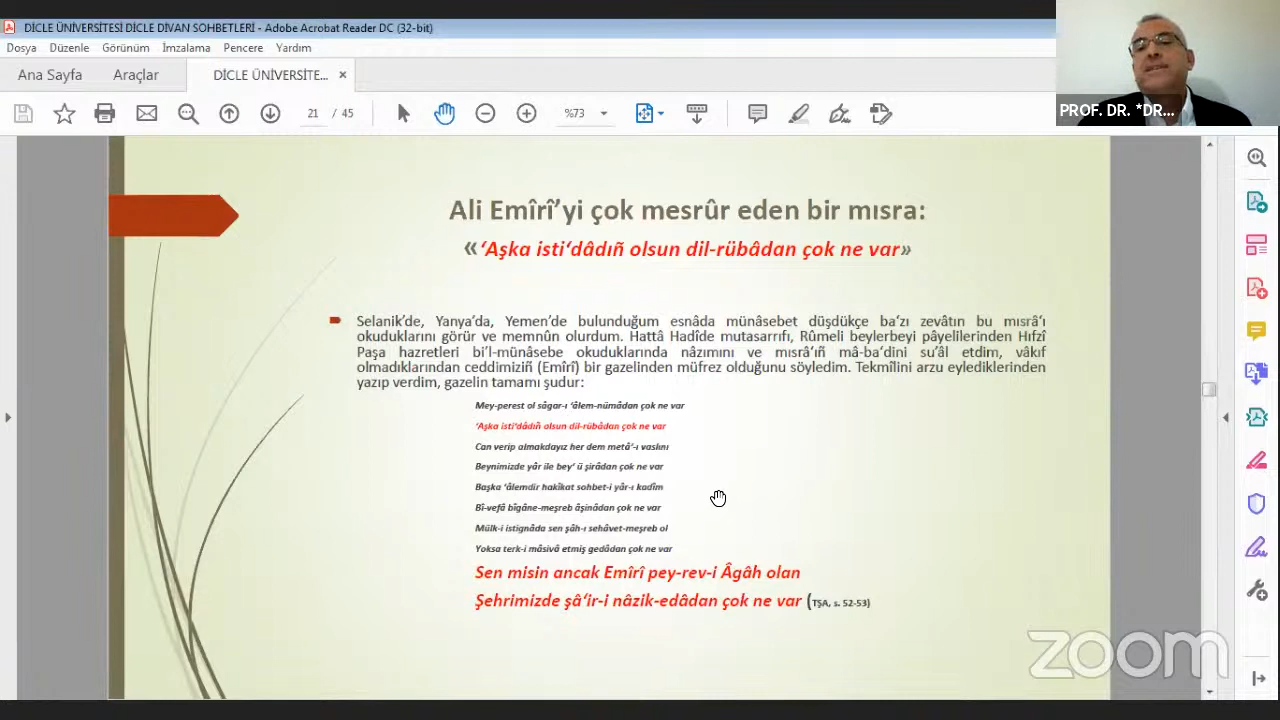 DİCLE ÜNİVERSİTESİ DİCLE DİVAN SOHBETLERİ - Adobe Acrobat Reader DC (32-bit)
Dosya Düzenle Görünüm İmzalama Pencere Yardım
Ana Sayfa Araçlar DİCLE ÜNİVERSİTE... ×
21 / 45 %73
PROF. DR. *DR...
Ali Emîrî’yi çok mesrûr eden bir mısra:
«‘Aşka isti‘dâdıñ olsun dil-rübâdan çok ne var»
Selanik’de, Yanya’da, Yemen’de bulunduğum esnâda münâsebet düşdükçe ba‘zı zevâtın bu mısrâ‘ı
okuduklarını görür ve memnûn olurdum. Hattâ Hadîde mutasarrıfı, Rûmeli beylerbeyi pâyelilerinden Hıfzî
Paşa hazretleri bi’l-münâsebe okuduklarında nâzımını ve mısrâ‘ıñ mâ-ba‘dini su’âl etdim, vâkıf
olmadıklarından ceddimiziñ (Emîrî) bir gazelinden müfrez olduğunu söyledim. Tekmîlini arzu eylediklerinden
yazıp verdim, gazelin tamamı şudur:
Mey-perest ol sâgar-ı ‘âlem-nümâdan çok ne var
‘Aşka isti‘dâdıñ olsun dil-rübâdan çok ne var
Can verip almakdayız her dem metâ‘-ı vaslını
Beynimizde yâr ile bey‘ ü şirâdan çok ne var
Başka ‘âlemdir hakîkat sohbet-i yâr-ı kadîm
Bî-vefâ bîgâne-meşreb âşinâdan çok ne var
Mülk-i istignâda sen şâh-ı sehâvet-meşreb ol
Yoksa terk-i mâsivâ etmiş gedâdan çok ne var
Sen misin ancak Emîrî pey-rev-i Âgâh olan
Şehrimizde şâ‘ir-i nâzik-edâdan çok ne var (TŞA, s. 52-53)
zoom